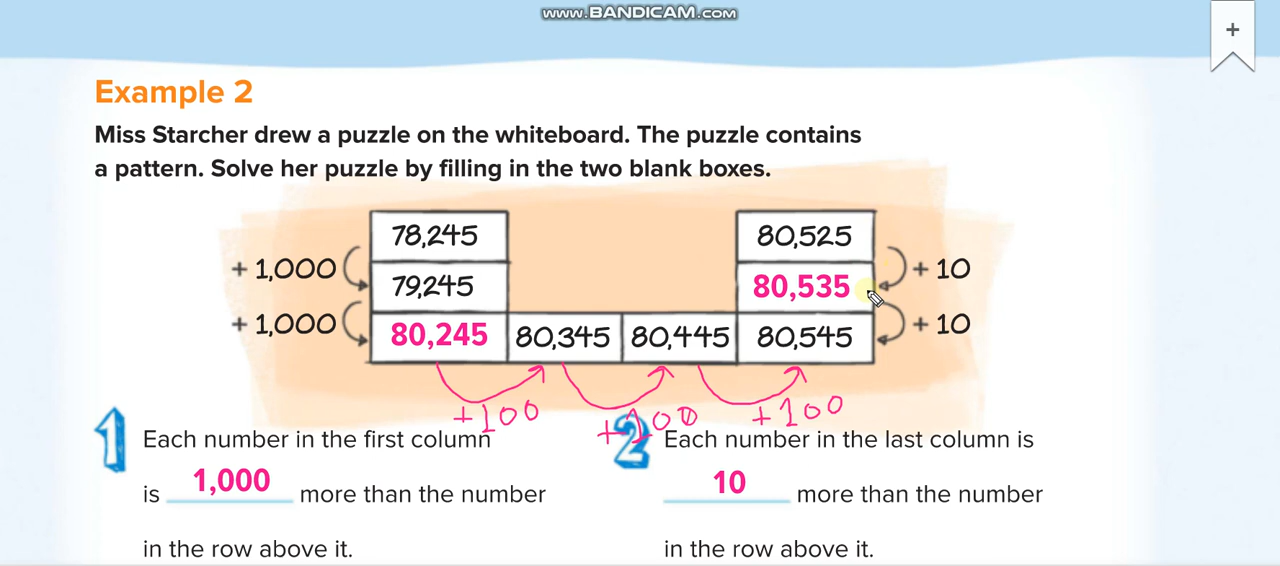 www.BANDICAM.com
+
Example 2
Miss Starcher drew a puzzle on the whiteboard. The puzzle contains
a pattern. Solve her puzzle by filling in the two blank boxes.
78,245 80,525
+ 1,000 + 10
79,245 80,535
+ 1,000 + 10
80,245 80,345 80,445 80,545
+100 +100 +100
1 Each number in the first column
is 1,000 more than the number
in the row above it.
2 Each number in the last column is
10 more than the number
in the row above it.